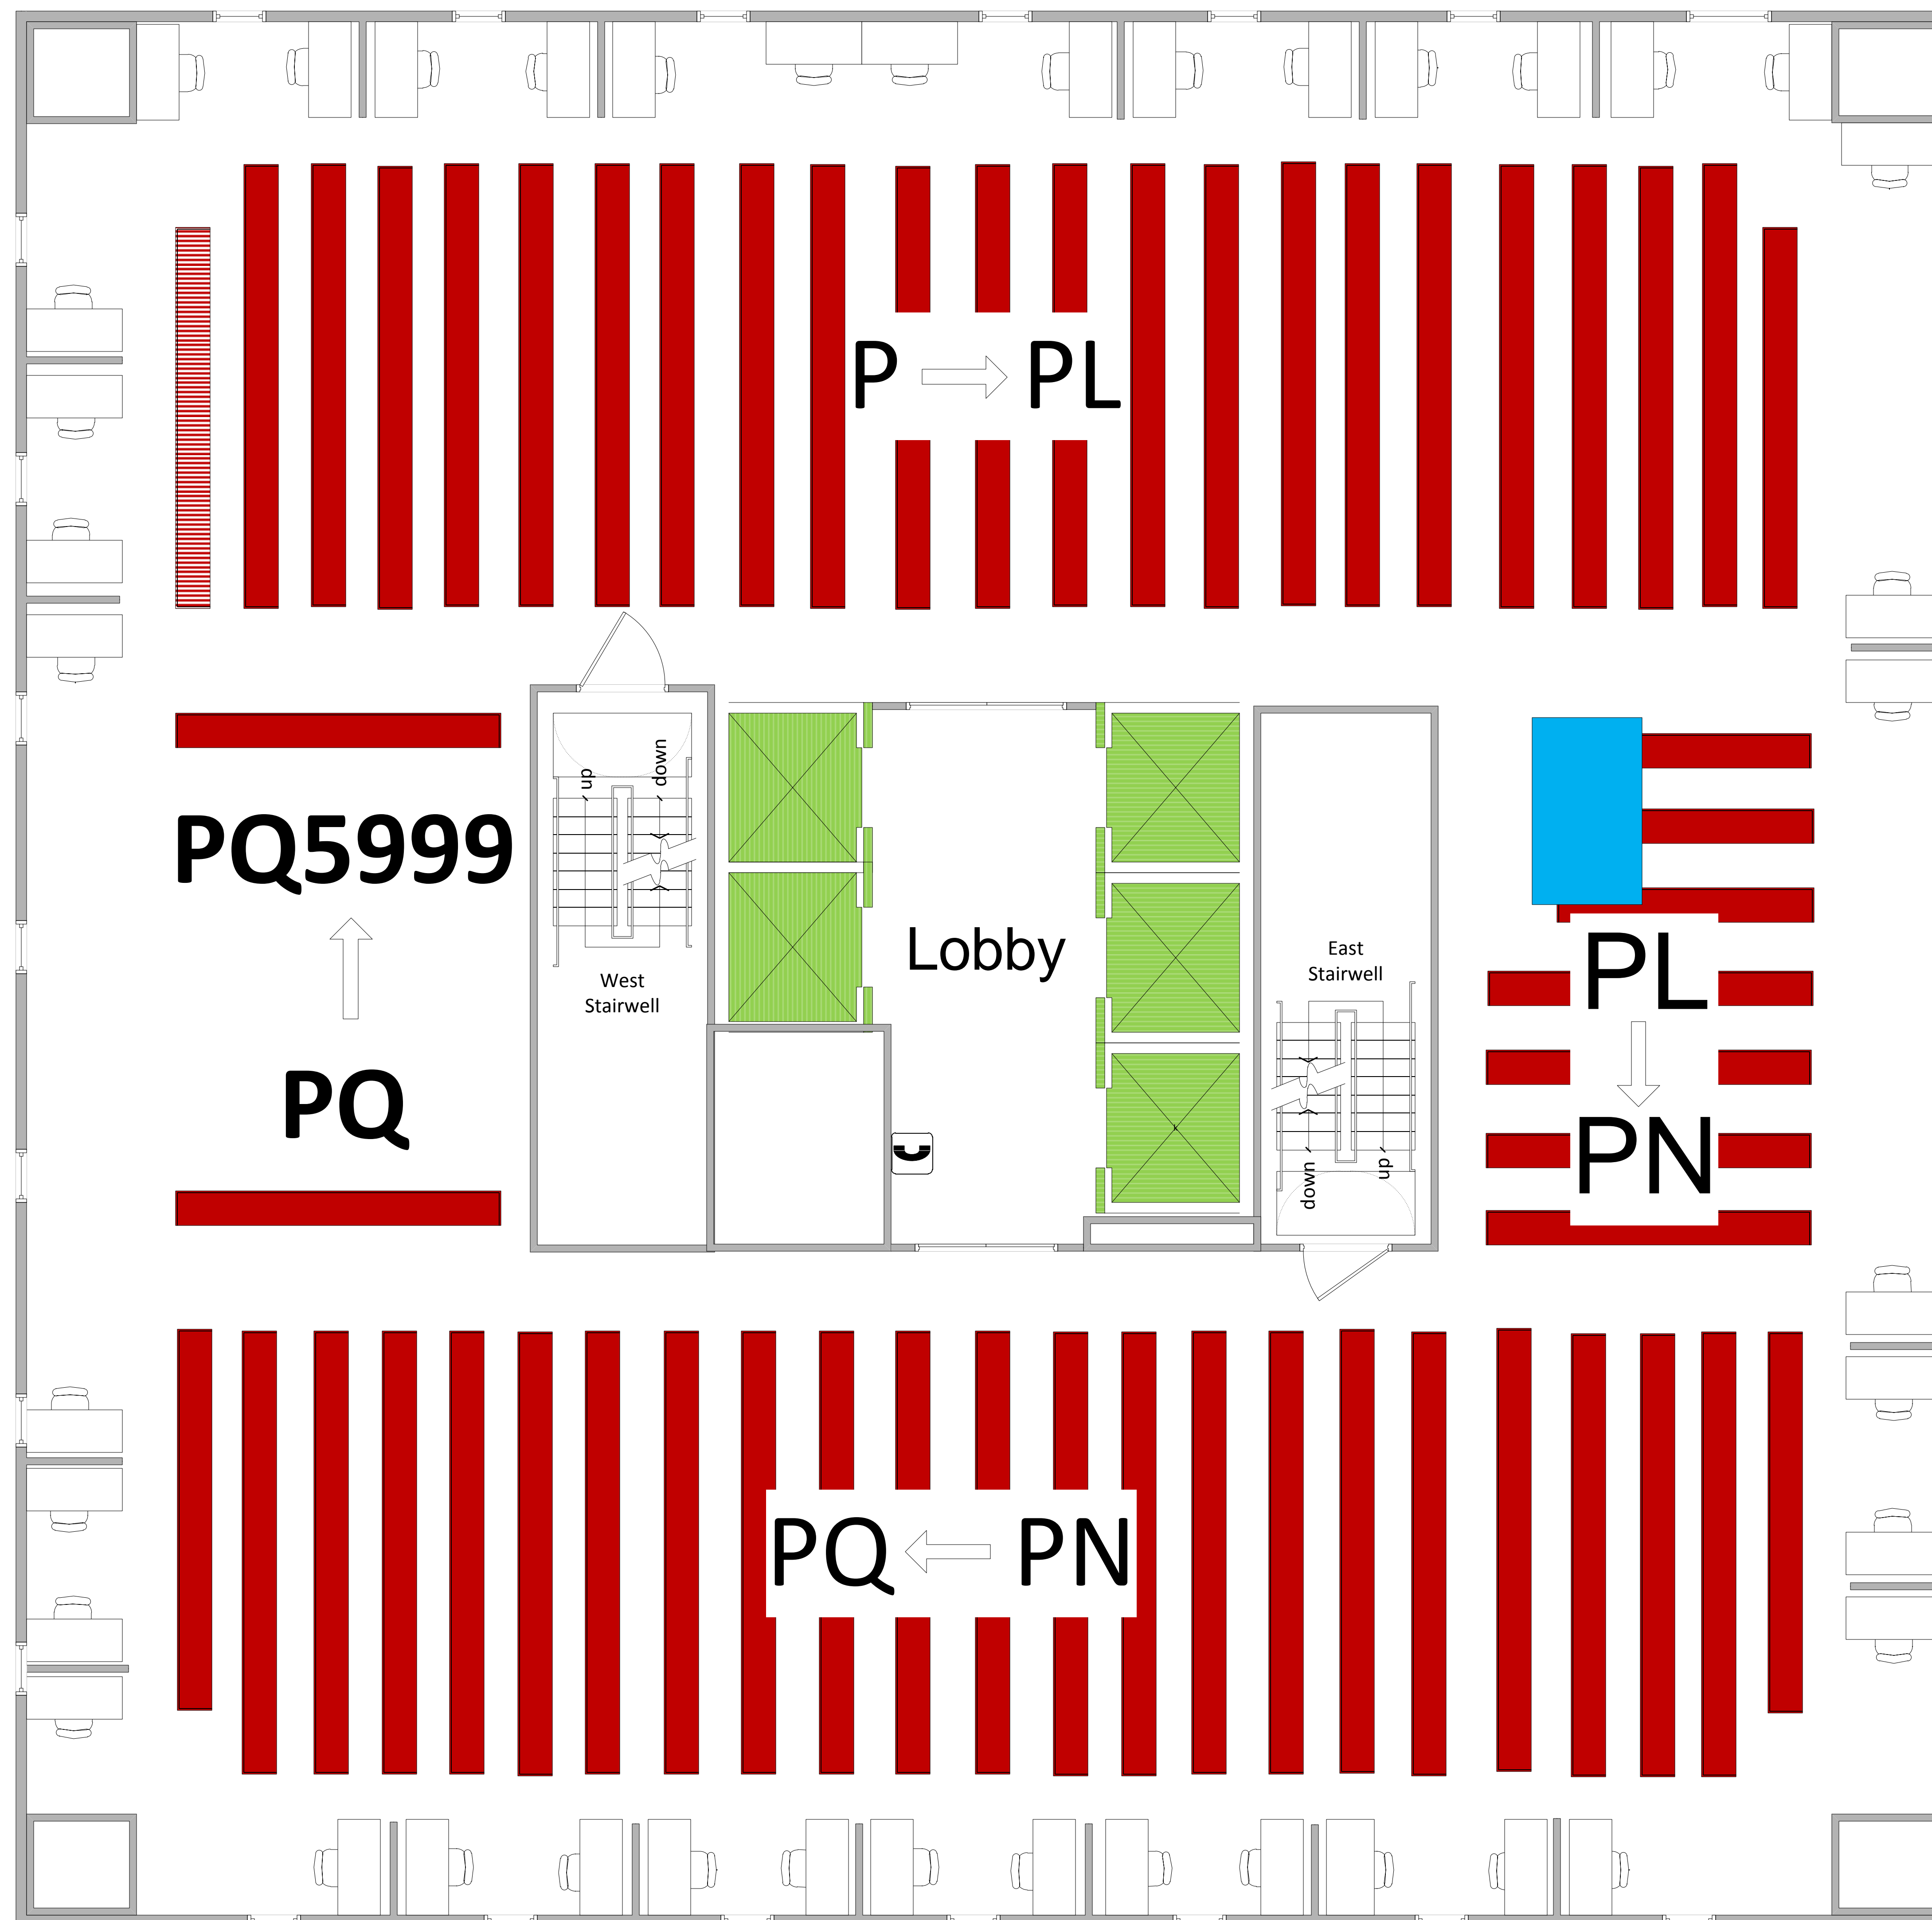 P PL
up
down
PQ5999
Lobby
PL
East
Stairwell
West
Stairwell
PQ
PN
down
up
PQ PN